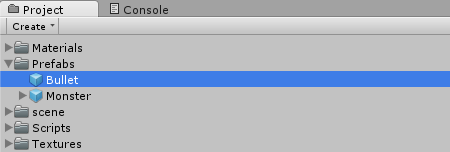 Project Console
Create
Materials
Prefabs
Bullet
Monster
scene
Scripts
Textures